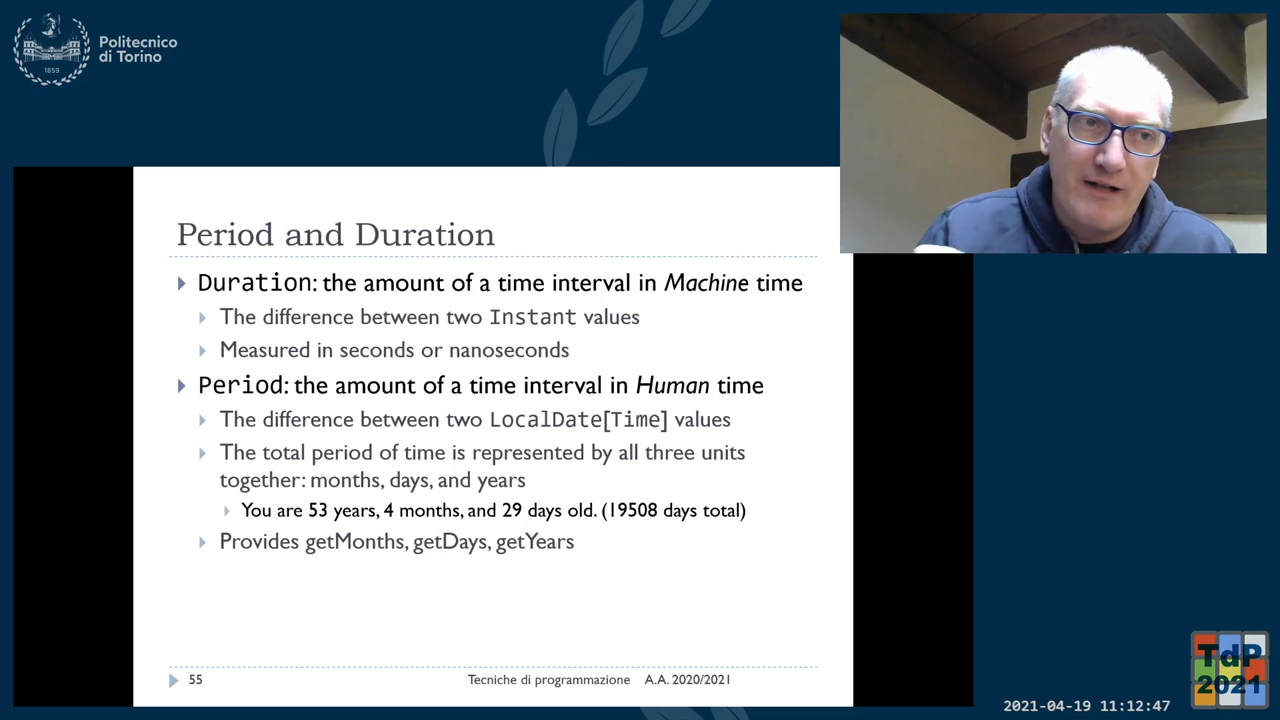 Politecnico
di Torino
1859
Period and Duration
Duration: the amount of a time interval in Machine time
The difference between two Instant values
Measured in seconds or nanoseconds
Period: the amount of a time interval in Human time
The difference between two LocalDate[Time] values
The total period of time is represented by all three units
together: months, days, and years
You are 53 years, 4 months, and 29 days old. (19508 days total)
Provides getMonths, getDays, getYears
55
Tecniche di programmazione A.A. 2020/2021
TdP
2021
2021-04-19 11:12:47